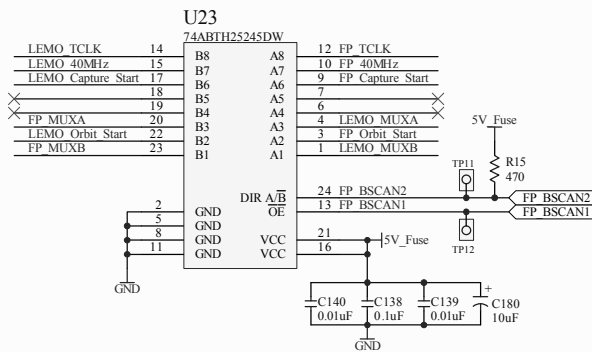 U23
74ABTH25245DW
LEMO_TCLK 14 B8 A8 12 FP_TCLK
LEMO_40MHz 15 B7 A7 10 FP_40MHz
LEMO_Capture_Start 17 B6 A6 9 FP_Capture_Start
18 B5 A5 7
19 B4 A4 6
FP_MUXA 20 B3 A3 4 LEMO_MUXA
LEMO_Orbit_Start 22 B2 A2 3 FP_Orbit_Start
FP_MUXB 23 B1 A1 1 LEMO_MUXB
5V_Fuse
R15
470
TP11
DIR A/B 24 FP_BSCAN2 FP_BSCAN2
2 GND OE 13 FP_BSCAN1 FP_BSCAN1
5 GND
8 GND VCC 21 5V_Fuse
11 GND VCC 16
TP12
GND
C140
0.01uF
C138
0.1uF
C139
0.01uF
+
C180
10uF
GND